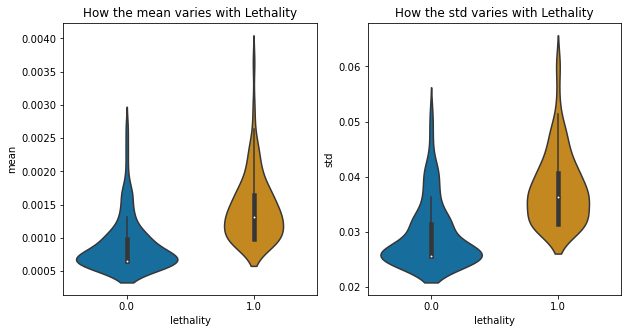 How the mean varies with Lethality
mean
0.0040
0.0035
0.0030
0.0025
0.0020
0.0015
0.0010
0.0005
0.0
1.0
lethality
How the std varies with Lethality
std
0.06
0.05
0.04
0.03
0.02
0.0
1.0
lethality